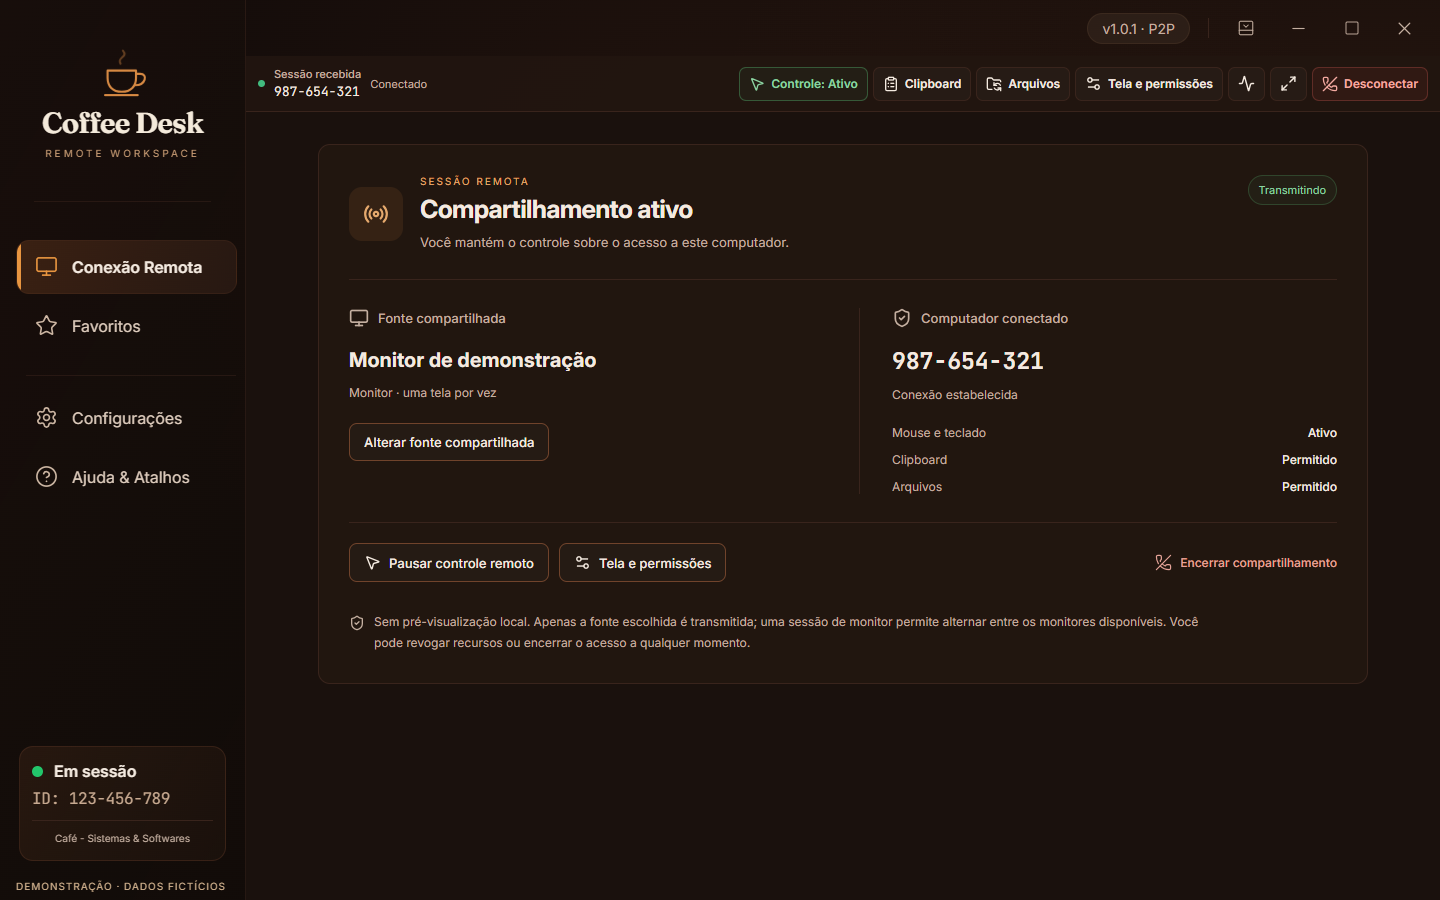 Coffee Desk
REMOTE WORKSPACE
Conexão Remota
Favoritos
Configurações
Ajuda & Atalhos
Em sessão
ID: 123-456-789
Café - Sistemas & Softwares
DEMONSTRAÇÃO · DADOS FICTÍCIOS
v1.0.1 · P2P
Sessão recebida
987-654-321
Conectado
Controle: Ativo
Clipboard
Arquivos
Tela e permissões
Desconectar
SESSÃO REMOTA
Compartilhamento ativo
Você mantém o controle sobre o acesso a este computador.
Transmitindo
Fonte compartilhada
Monitor de demonstração
Monitor · uma tela por vez
Alterar fonte compartilhada
Computador conectado
987-654-321
Conexão estabelecida
Mouse e teclado Ativo
Clipboard Permitido
Arquivos Permitido
Pausar controle remoto
Tela e permissões
Encerrar compartilhamento
Sem pré-visualização local. Apenas a fonte escolhida é transmitida; uma sessão de monitor permite alternar entre os monitores disponíveis. Você
pode revogar recursos ou encerrar o acesso a qualquer momento.